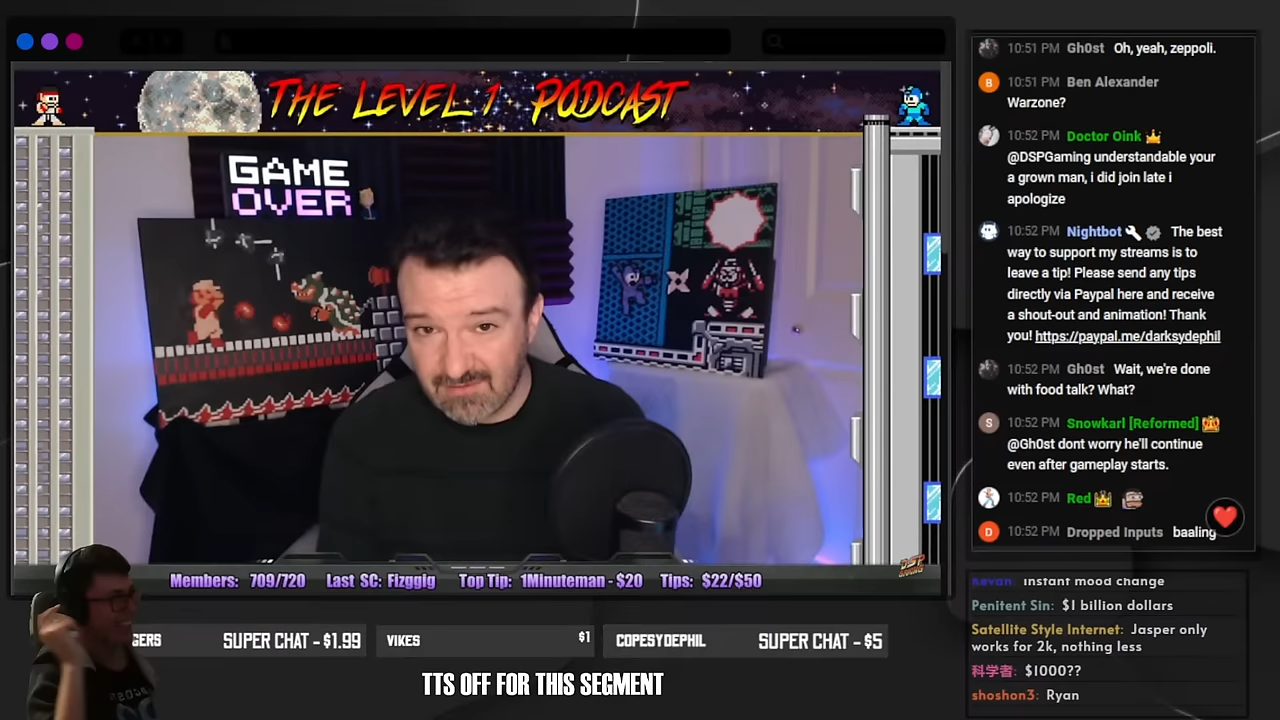 THE LEVEL 1 PODCAST
GAME
OVER
Members: 709/720 Last SC: Fizggig Top Tip: 1Minuteman - $20 Tips: $22/$50
DSP
GAMING
GERS SUPER CHAT - $1.99
VIKES $1
COPESYDEPHIL SUPER CHAT - $5
TTS OFF FOR THIS SEGMENT
10:51 PM Gh0st Oh, yeah, zeppoli.
B 10:51 PM Ben Alexander
Warzone?
10:52 PM Doctor Oink
@DSPGaming understandable your
a grown man, i did join late i
apologize
10:52 PM Nightbot The best
way to support my streams is to
leave a tip! Please send any tips
directly via Paypal here and receive
a shout-out and animation! Thank
you! https://paypal.me/darksydephil
10:52 PM Gh0st Wait, we're done
with food talk? What?
S 10:52 PM Snowkarl [Reformed]
@Gh0st dont worry he'll continue
even after gameplay starts.
10:52 PM Red
D 10:52 PM Dropped Inputs baaling
Kevan: instant mood change
Penitent Sin: $1 billion dollars
Satellite Style Internet: Jasper only
works for 2k, nothing less
科学者: $1000??
shoshon3: Ryan